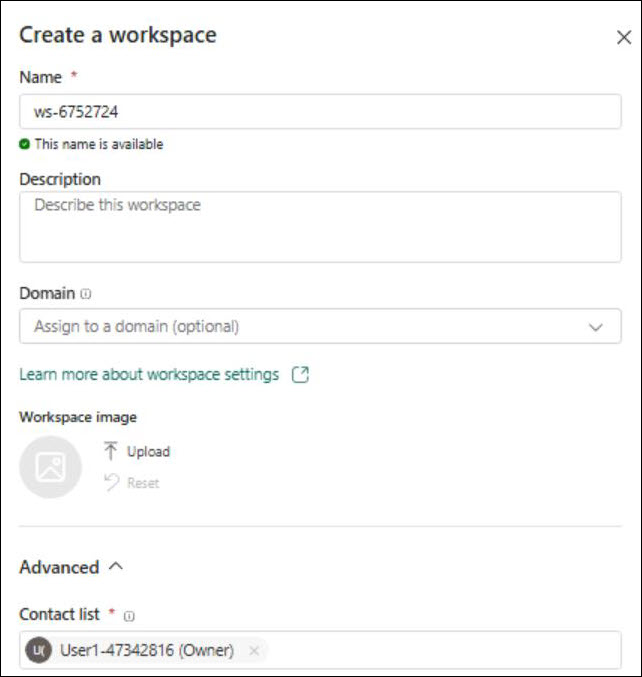 Create a workspace
Name *
ws-6752724
This name is available
Description
Describe this workspace
Domain
Assign to a domain (optional)
Learn more about workspace settings
Workspace image
Upload
Reset
Advanced
Contact list *
U( User1-47342816 (Owner)